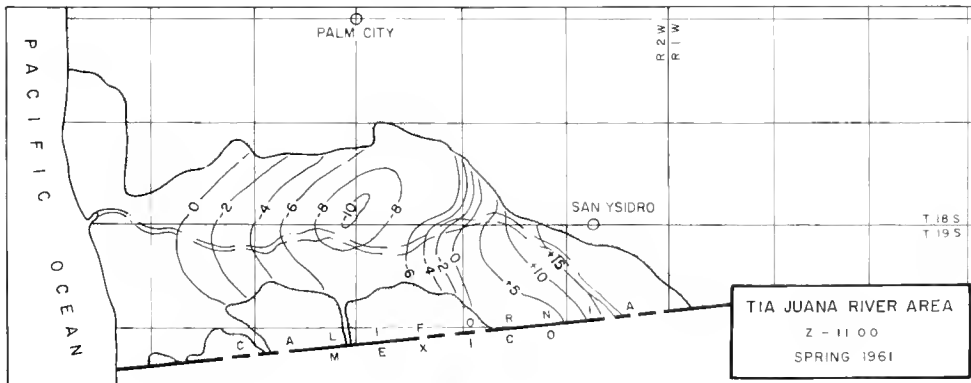 PALM CITY
R 2 W
R 1 W
PACIFIC
OCEAN
0
-2
-4
-6
-8
-10
-8
SAN YSIDRO
T 18 S
T 19 S
-6
-4
-2
0
+5
+10
+15
CALIFORNIA
MEXICO
TIA JUANA RIVER AREA
Z - 11 00
SPRING 1961